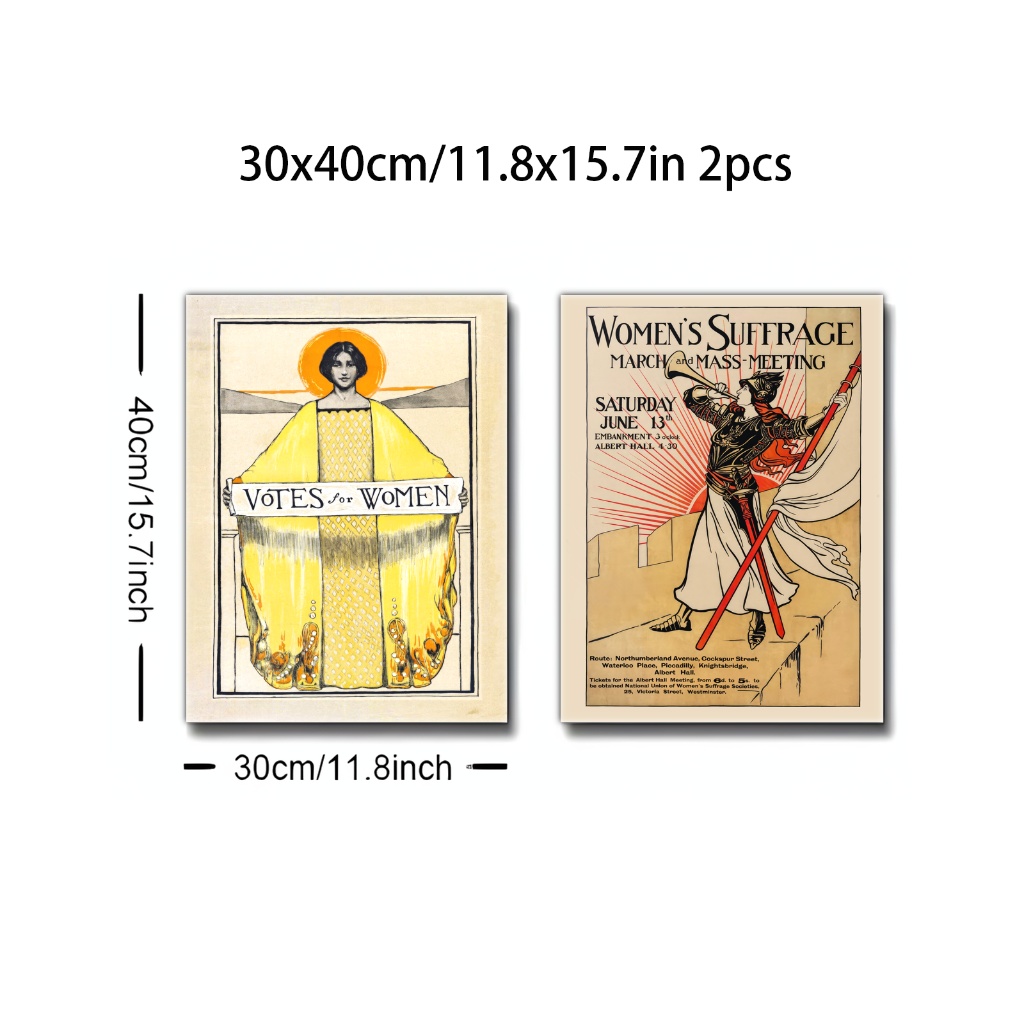 30x40cm/11.8x15.7in 2pcs
40cm/15.7inch
VOTES for WOMEN
30cm/11.8inch
WOMEN'S SUFFRAGE
MARCH and MASS-MEETING
SATURDAY
JUNE 13th
EMBANKMENT 3 o'clock
ALBERT HALL 4·30
Route: Northumberland Avenue, Cockspur Street,
Waterloo Place, Piccadilly, Knightsbridge,
Albert Hall.
Tickets for the Albert Hall Meeting, from 6d. to 5s. to
be obtained National Union of Women's Suffrage Societies,
25, Victoria Street, Westminster.